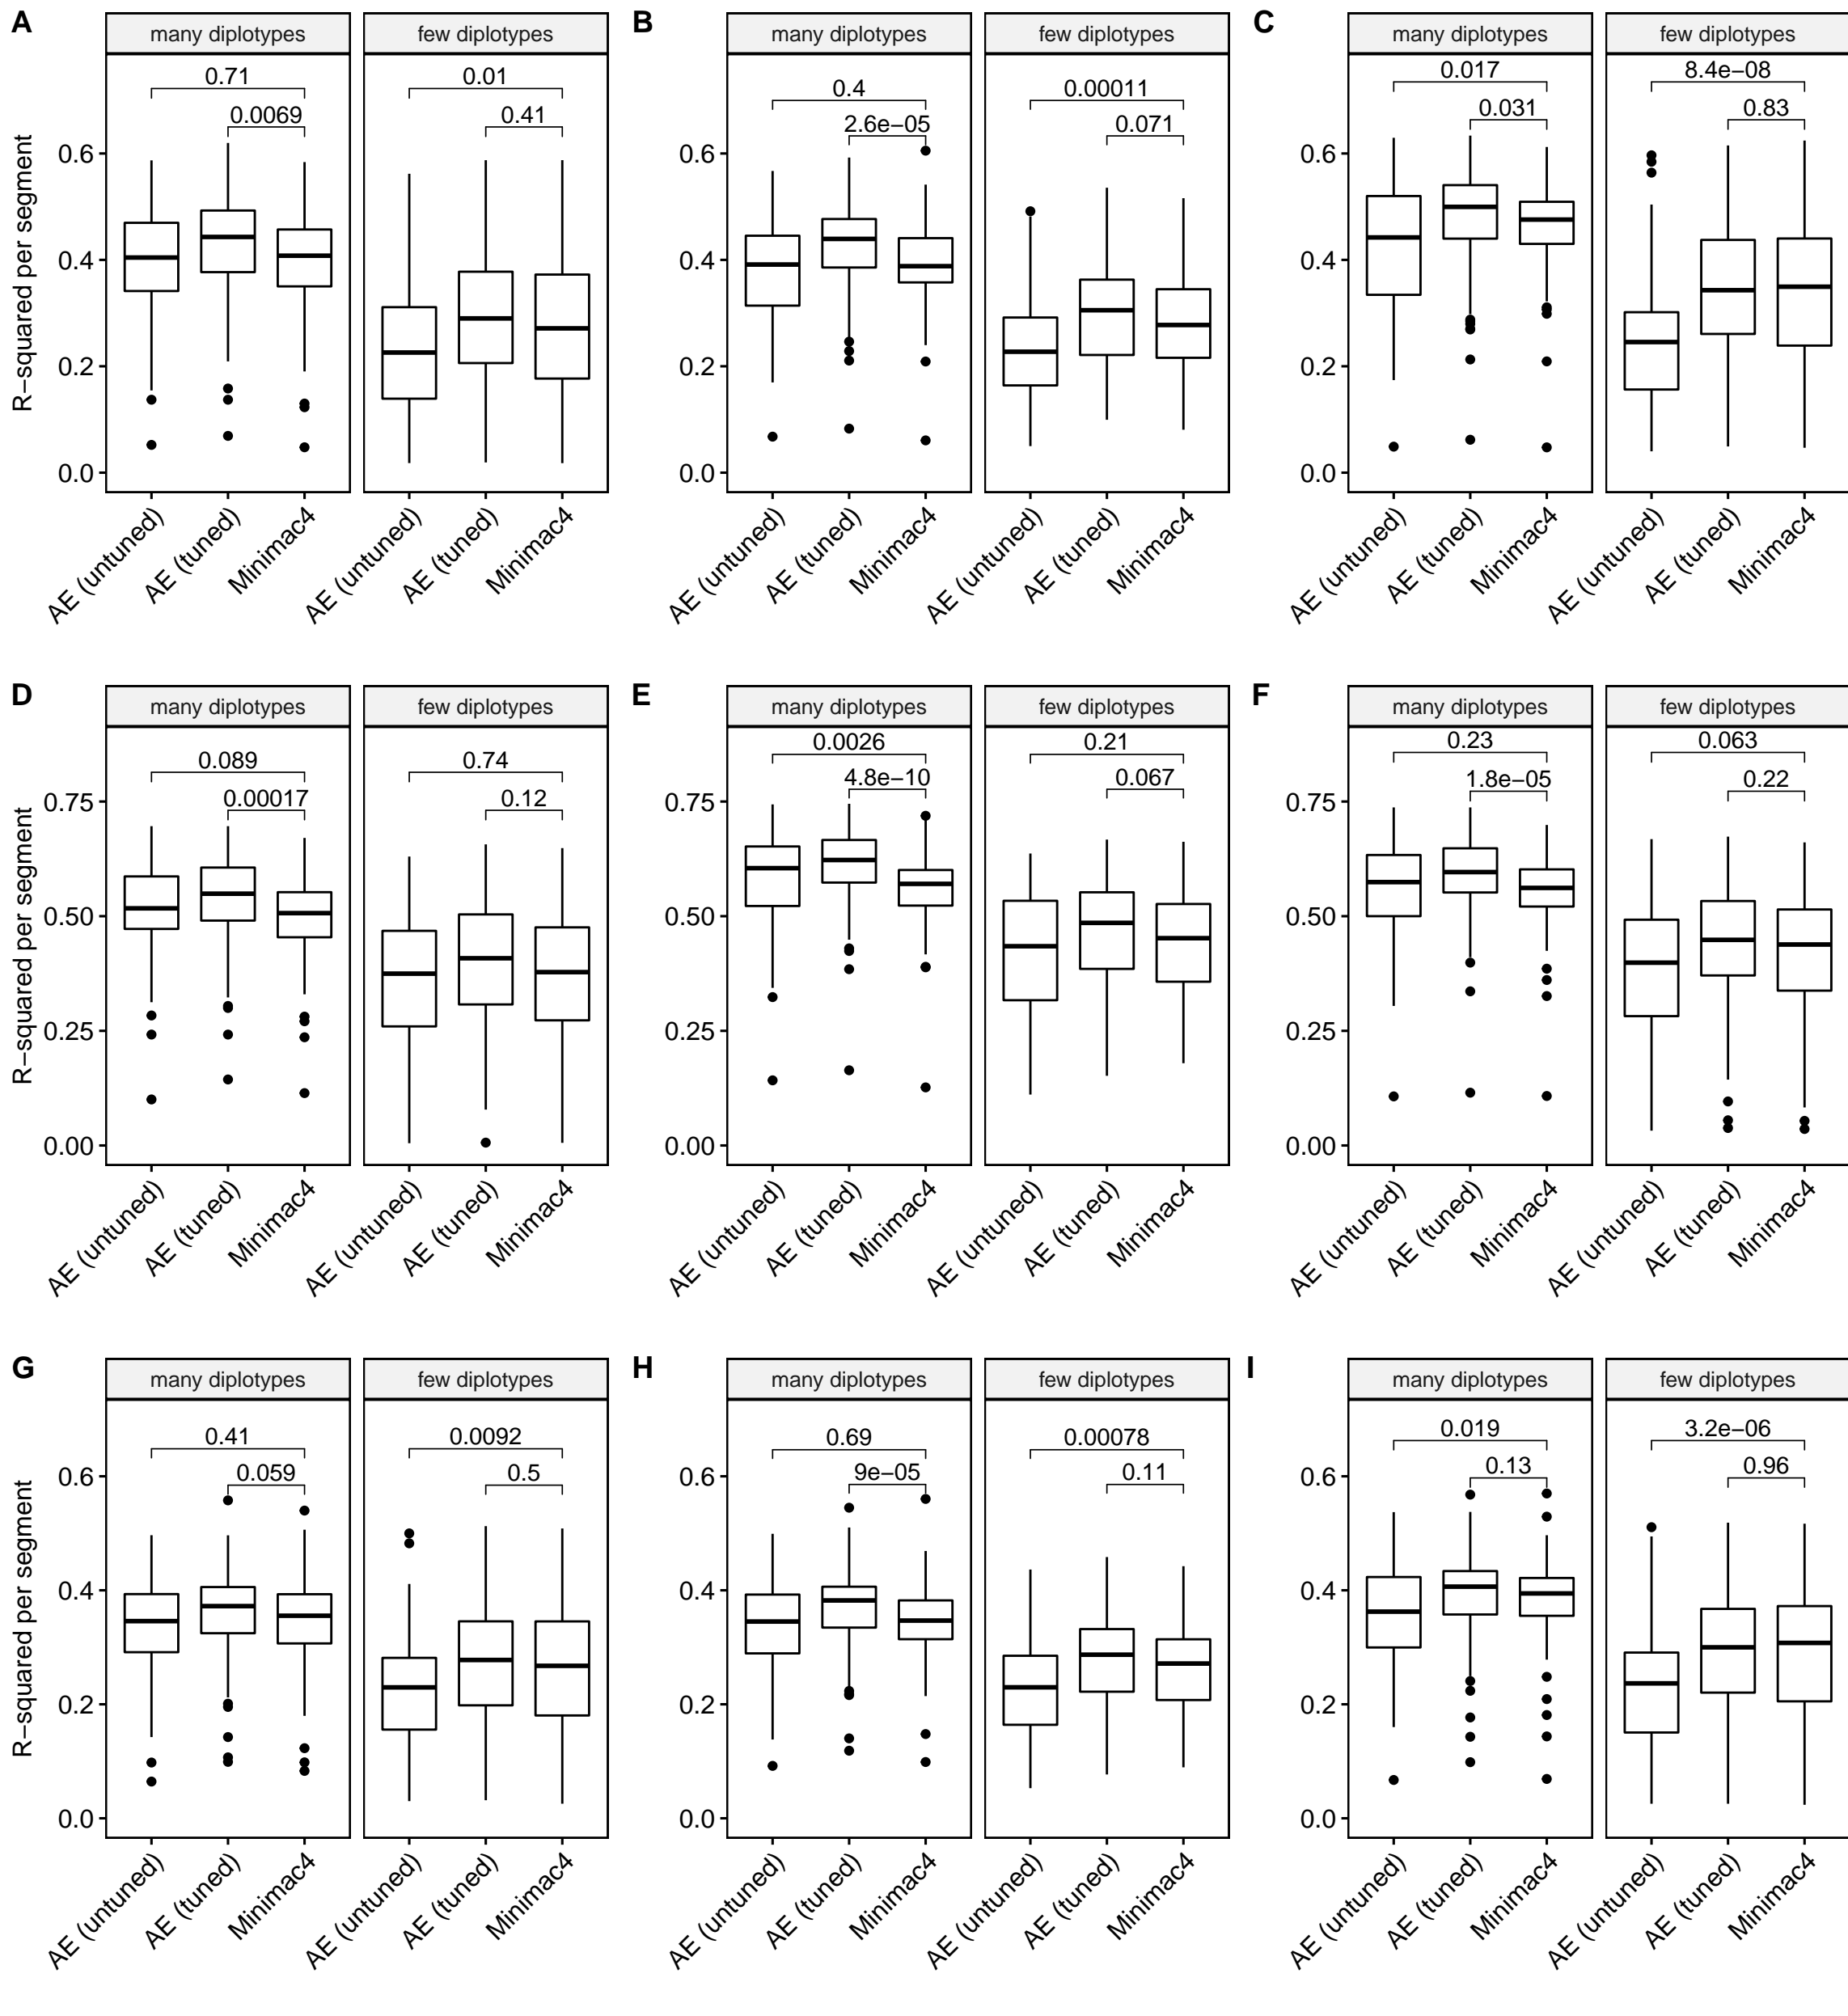 A
many diplotypes
few diplotypes
0.71
0.0069
0.01
0.41
R−squared per segment
0.6
0.4
0.2
0.0
AE (untuned)
AE (tuned)
Minimac4
AE (untuned)
AE (tuned)
Minimac4
B
many diplotypes
few diplotypes
0.4
2.6e−05
0.00011
0.071
0.6
0.4
0.2
0.0
AE (untuned)
AE (tuned)
Minimac4
AE (untuned)
AE (tuned)
Minimac4
C
many diplotypes
few diplotypes
0.017
0.031
8.4e−08
0.83
0.6
0.4
0.2
0.0
AE (untuned)
AE (tuned)
Minimac4
AE (untuned)
AE (tuned)
Minimac4
D
many diplotypes
few diplotypes
0.089
0.00017
0.74
0.12
R−squared per segment
0.75
0.50
0.25
0.00
AE (untuned)
AE (tuned)
Minimac4
AE (untuned)
AE (tuned)
Minimac4
E
many diplotypes
few diplotypes
0.0026
4.8e−10
0.21
0.067
0.75
0.50
0.25
0.00
AE (untuned)
AE (tuned)
Minimac4
AE (untuned)
AE (tuned)
Minimac4
F
many diplotypes
few diplotypes
0.23
1.8e−05
0.063
0.22
0.75
0.50
0.25
0.00
AE (untuned)
AE (tuned)
Minimac4
AE (untuned)
AE (tuned)
Minimac4
G
many diplotypes
few diplotypes
0.41
0.059
0.0092
0.5
R−squared per segment
0.6
0.4
0.2
0.0
AE (untuned)
AE (tuned)
Minimac4
AE (untuned)
AE (tuned)
Minimac4
H
many diplotypes
few diplotypes
0.69
9e−05
0.00078
0.11
0.6
0.4
0.2
0.0
AE (untuned)
AE (tuned)
Minimac4
AE (untuned)
AE (tuned)
Minimac4
I
many diplotypes
few diplotypes
0.019
0.13
3.2e−06
0.96
0.6
0.4
0.2
0.0
AE (untuned)
AE (tuned)
Minimac4
AE (untuned)
AE (tuned)
Minimac4